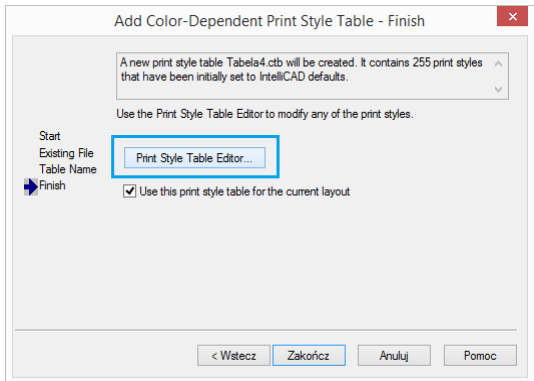 Add Color-Dependent Print Style Table - Finish
A new print style table Tabela4.ctb will be created. It contains 255 print styles
that have been initially set to IntelliCAD defaults.
Use the Print Style Table Editor to modify any of the print styles.
Start
Existing File
Table Name
Finish
Print Style Table Editor...
Use this print style table for the current layout
< Wstecz
Zakończ
Anuluj
Pomoc